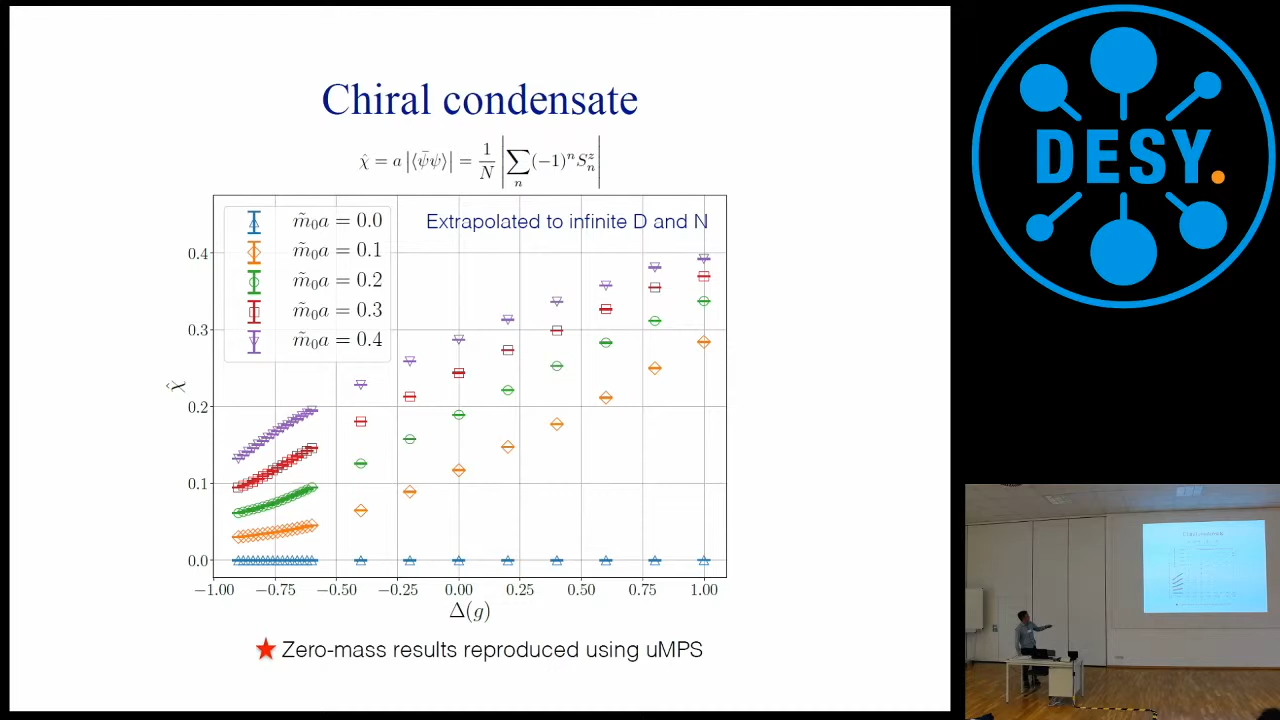 Chiral condensate
χ̂ = a |⟨ψ̄ψ⟩| = 1/N |∑ₙ (−1)ⁿ Sₙᶻ|
m̃₀a = 0.0
m̃₀a = 0.1
m̃₀a = 0.2
m̃₀a = 0.3
m̃₀a = 0.4
Extrapolated to infinite D and N
0.4
0.3
0.2
0.1
0.0
χ̂
−1.00 −0.75 −0.50 −0.25 0.00 0.25 0.50 0.75 1.00
Δ(g)
★ Zero-mass results reproduced using uMPS
DESY.